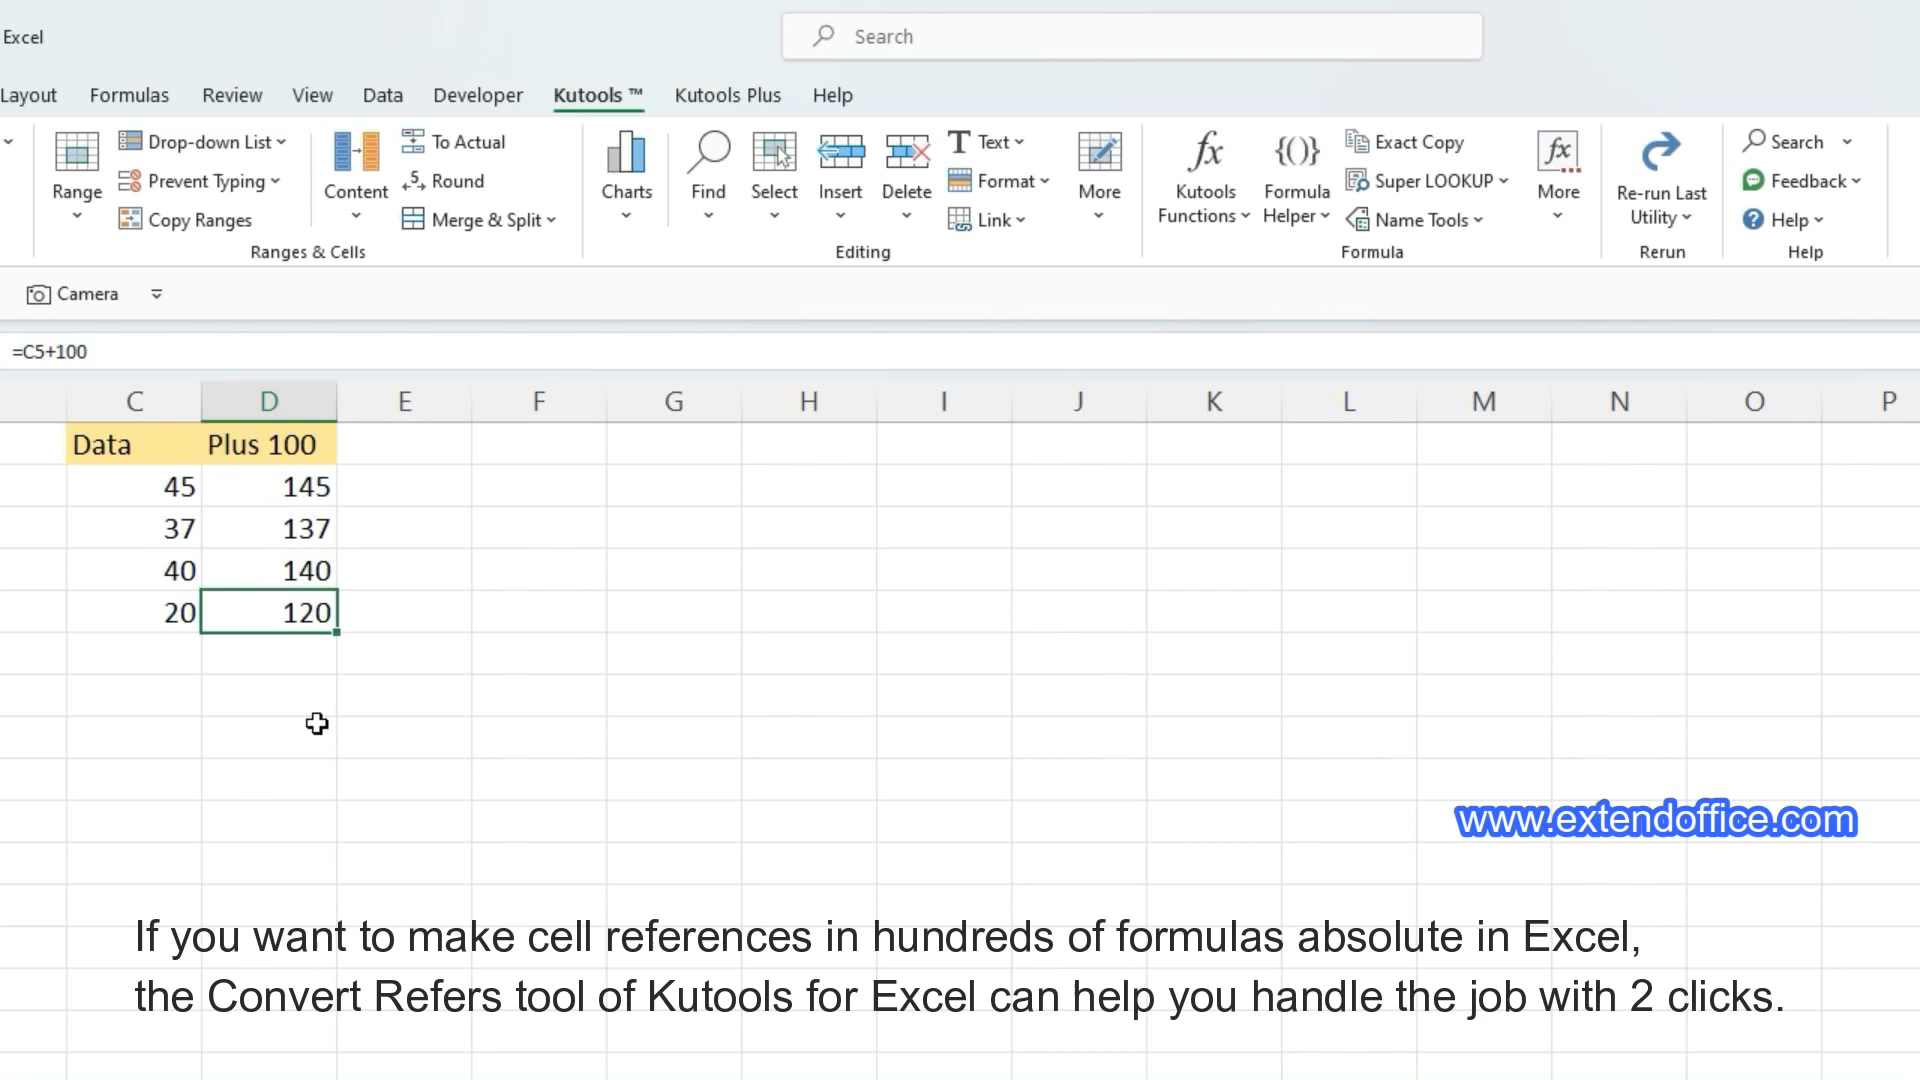 Excel
Search
Layout Formulas Review View Data Developer Kutools ™ Kutools Plus Help
Range
Drop-down List
Prevent Typing
Copy Ranges
Content
To Actual
Round
Merge & Split
Ranges & Cells
Charts
Find
Select
Insert
Delete
Text
Format
Link
More
Editing
Kutools
Functions
Formula
Helper
Exact Copy
Super LOOKUP
Name Tools
More
Formula
Re-run Last
Utility
Rerun
Search
Feedback
Help
Help
Camera
=C5+100
C D E F G H I J K L M N O P
Data Plus 100
45 145
37 137
40 140
20 120
www.extendoffice.com
If you want to make cell references in hundreds of formulas absolute in Excel,
the Convert Refers tool of Kutools for Excel can help you handle the job with 2 clicks.